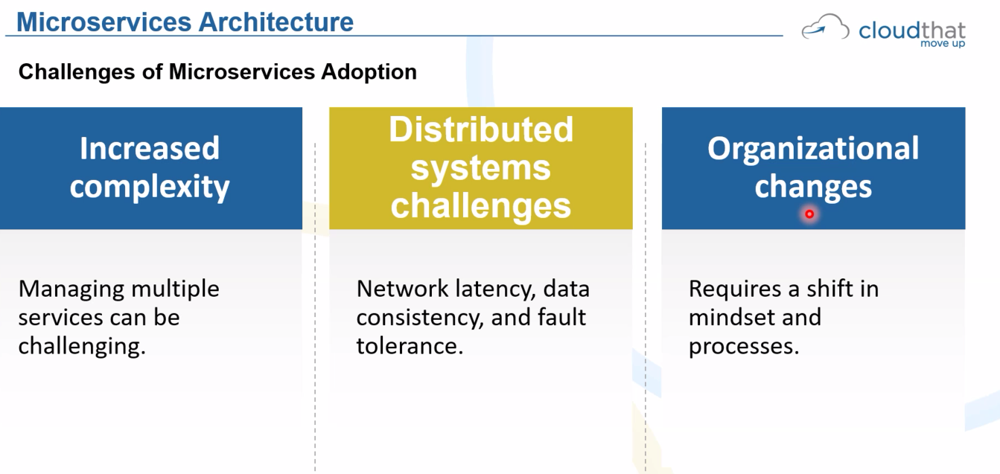 Microservices Architecture
cloudthat
move up
Challenges of Microservices Adoption
Increased
complexity
Managing multiple
services can be
challenging.
Distributed
systems
challenges
Network latency, data
consistency, and fault
tolerance.
Organizational
changes
Requires a shift in
mindset and
processes.